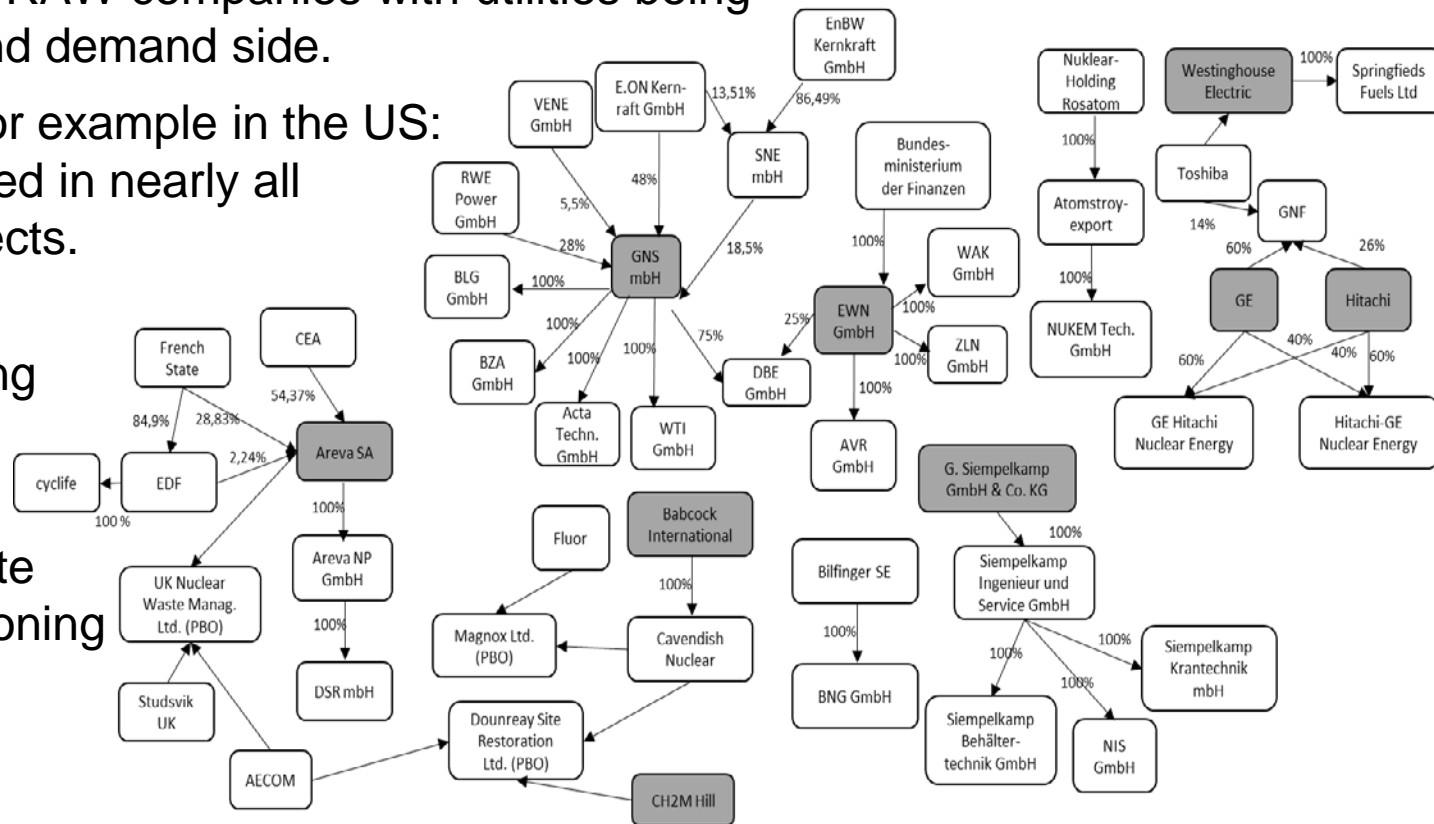 RAW companies with utilities being
nd demand side.
or example in the US:
ed in nearly all
ects.
ng
te
oning
EnBW
Kernkraft
GmbH
E.ON Kern-
raft GmbH
VENE
GmbH
13,51%
86,49%
SNE
mbH
RWE
Power
GmbH
48%
5,5%
28%
18,5%
GNS
mbH
BLG
GmbH
100%
100%
BZA
GmbH
100%
Acta
Techn.
GmbH
100%
WTI
GmbH
75%
DBE
GmbH
Bundes-
ministerium
der Finanzen
100%
25%
EWN
GmbH
100%
WAK
GmbH
100%
ZLN
GmbH
100%
AVR
GmbH
Nuklear-
Holding
Rosatom
100%
Atomstroy-
export
100%
NUKEM Tech.
GmbH
Westinghouse
Electric
100%
Springfieds
Fuels Ltd
Toshiba
14%
GNF
60%
26%
GE
Hitachi
60%
40%
40%
60%
GE Hitachi
Nuclear Energy
Hitachi-GE
Nuclear Energy
French
State
CEA
54,37%
84,9%
28,83%
Areva SA
2,24%
EDF
cyclife
100 %
100%
Areva NP
GmbH
100%
DSR mbH
UK Nuclear
Waste Manag.
Ltd. (PBO)
Studsvik
UK
AECOM
Fluor
Babcock
International
100%
Magnox Ltd.
(PBO)
Cavendish
Nuclear
Dounreay Site
Restoration
Ltd. (PBO)
CH2M Hill
Bilfinger SE
100%
BNG GmbH
G. Siempelkamp
GmbH & Co. KG
100%
Siempelkamp
Ingenieur und
Service GmbH
100%
100%
100%
Siempelkamp
Krantechnik
mbH
Siempelkamp
Behälter-
technik GmbH
NIS
GmbH